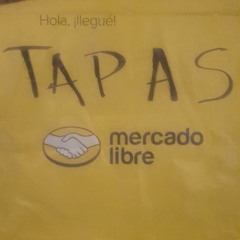 Hola, ¡llegué!
TAPAS
mercado
libre